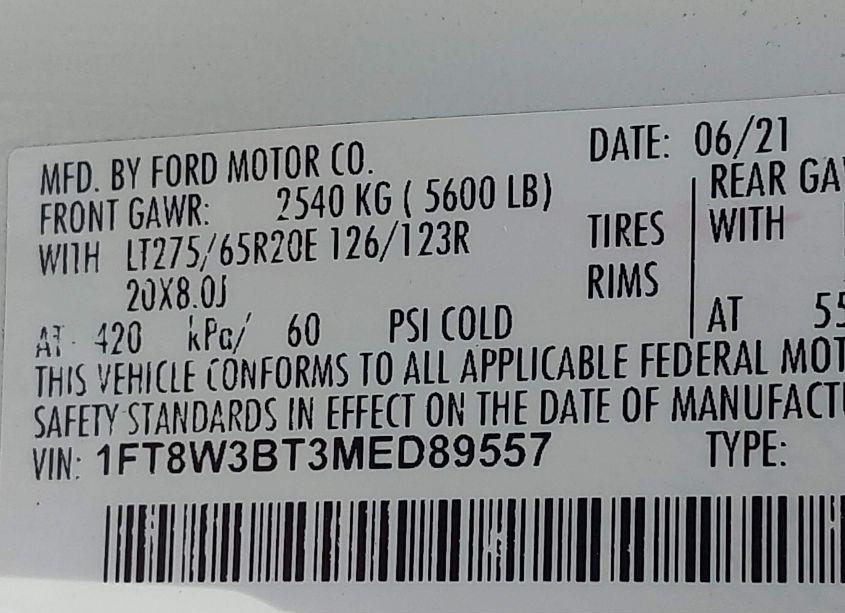 MFD. BY FORD MOTOR CO. DATE: 06/21
FRONT GAWR: 2540 KG ( 5600 LB) REAR GA
WITH LT275/65R20E 126/123R TIRES WITH
20X8.0J RIMS
AT 420 kPa/ 60 PSI COLD AT 55
THIS VEHICLE CONFORMS TO ALL APPLICABLE FEDERAL MOT
SAFETY STANDARDS IN EFFECT ON THE DATE OF MANUFACT
VIN: 1FT8W3BT3MED89557 TYPE: